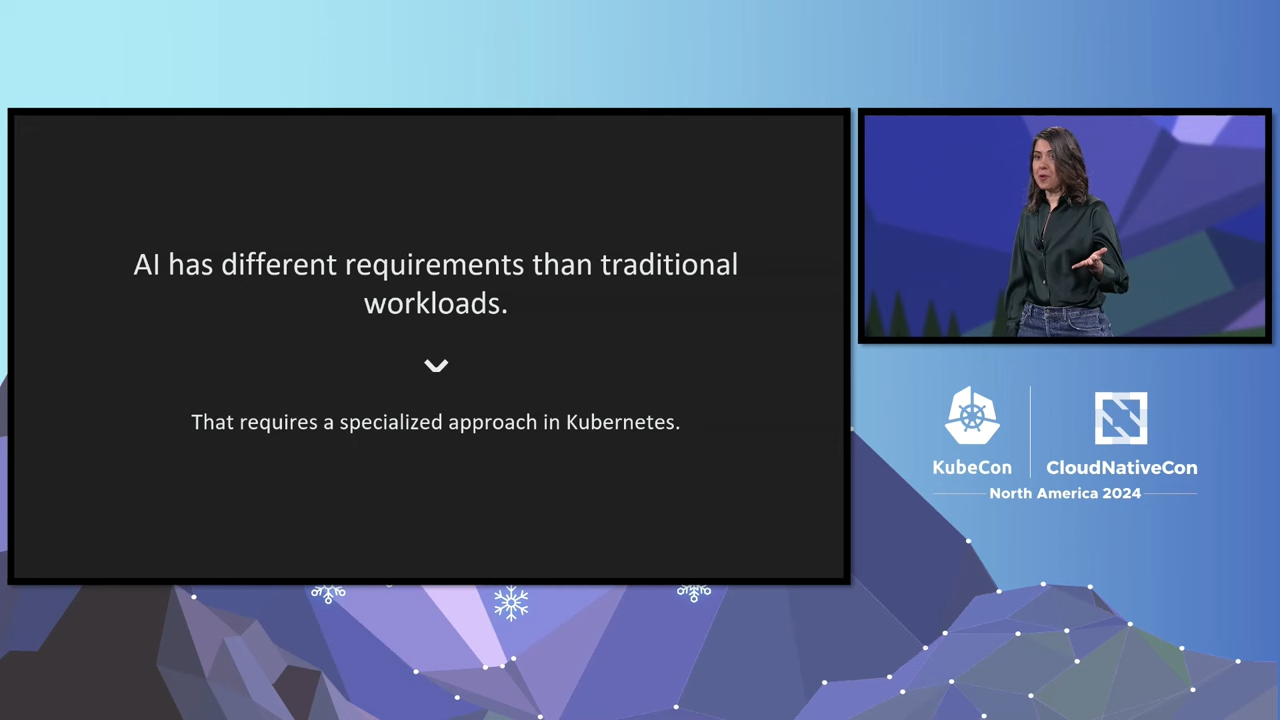 AI has different requirements than traditional
workloads.
That requires a specialized approach in Kubernetes.
KubeCon
CloudNativeCon
North America 2024